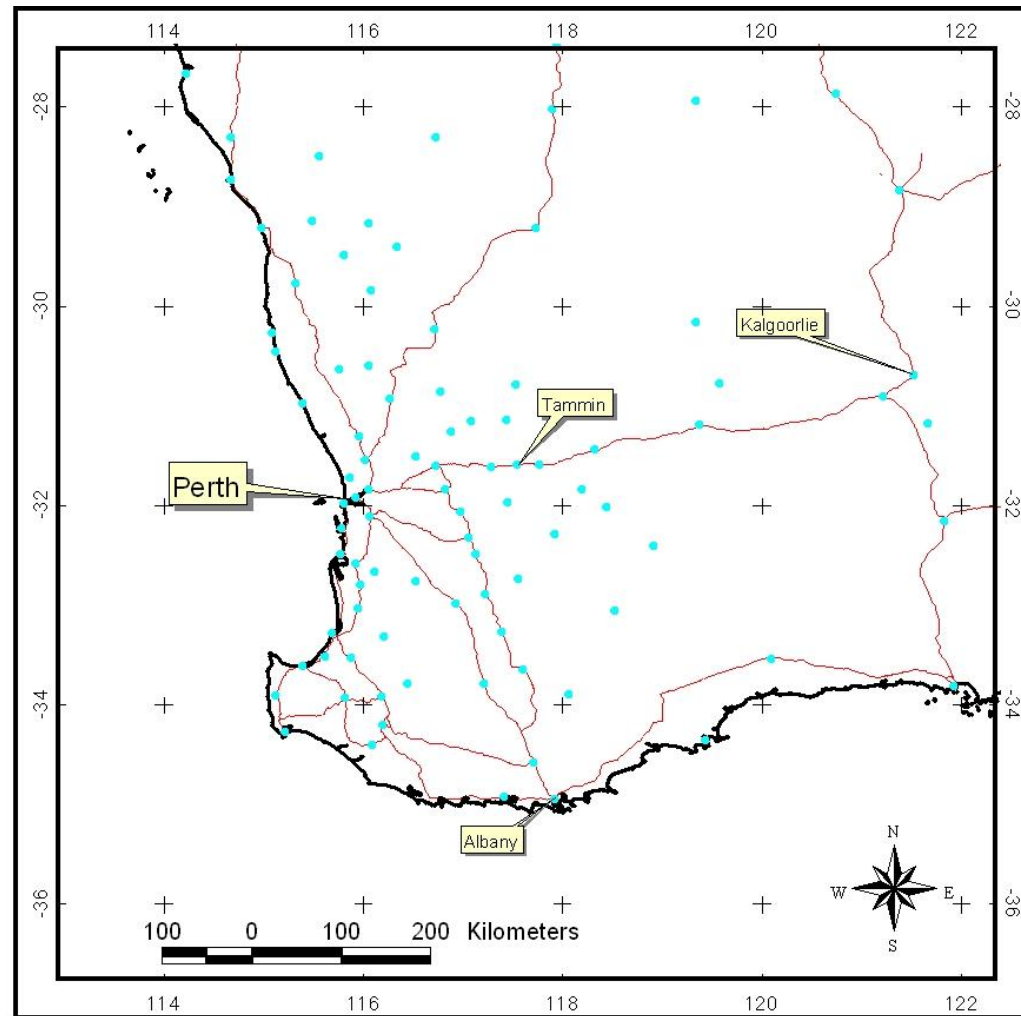 114 116 118 120 122
-28 -28
-30 -30
Kalgoorlie
Tammin
Perth
-32 -32
-34 -34
Albany
N
W E
S
-36 -36
100 0 100 200 Kilometers
114 116 118 120 122